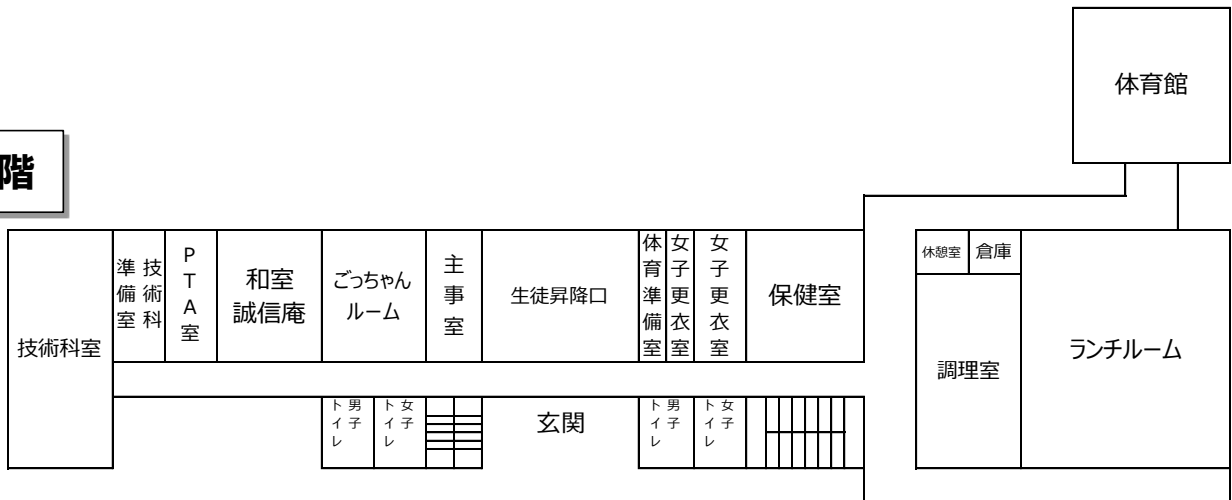 体育館
階
技術科室
技術科
準備室
PTA室
和室
誠信庵
ごっちゃん
ルーム
主事室
生徒昇降口
体育準備室
女子更衣室
女子更衣室
保健室
休憩室
倉庫
調理室
ランチルーム
男子
トイレ
女子
トイレ
玄関
男子
トイレ
女子
トイレ